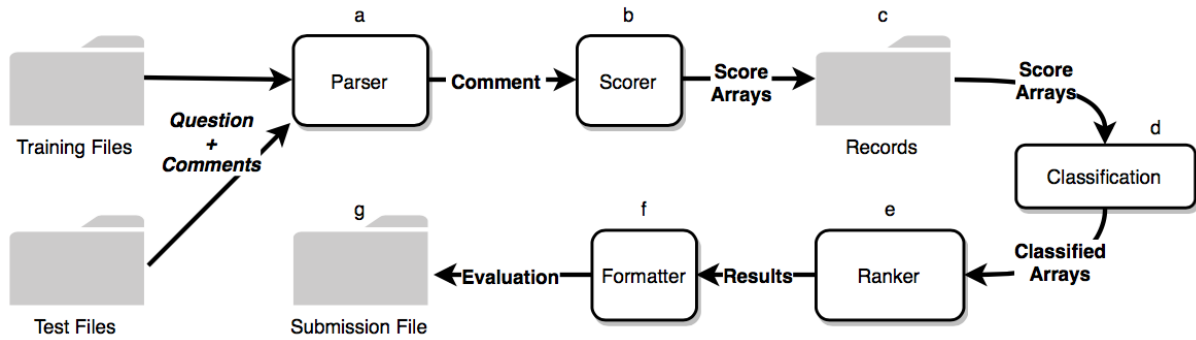 a
b
c
Parser
Comment
Scorer
Score
Arrays
Score
Arrays
Training Files
Question
+
Comments
Records
d
Classification
g
f
e
Classified
Arrays
Evaluation
Formatter
Results
Ranker
Test Files
Submission File